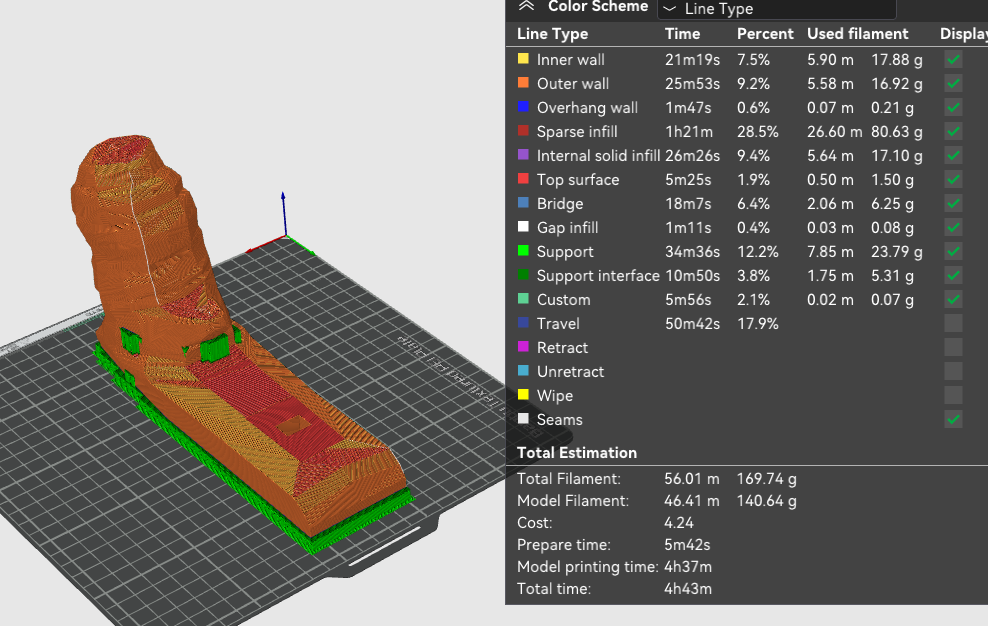 Color Scheme Line Type
Line Type Time Percent Used filament Display
Inner wall 21m19s 7.5% 5.90 m 17.88 g
Outer wall 25m53s 9.2% 5.58 m 16.92 g
Overhang wall 1m47s 0.6% 0.07 m 0.21 g
Sparse infill 1h21m 28.5% 26.60 m 80.63 g
Internal solid infill 26m26s 9.4% 5.64 m 17.10 g
Top surface 5m25s 1.9% 0.50 m 1.50 g
Bridge 18m7s 6.4% 2.06 m 6.25 g
Gap infill 1m11s 0.4% 0.03 m 0.08 g
Support 34m36s 12.2% 7.85 m 23.79 g
Support interface 10m50s 3.8% 1.75 m 5.31 g
Custom 5m56s 2.1% 0.02 m 0.07 g
Travel 50m42s 17.9%
Retract
Unretract
Wipe
Seams
Total Estimation
Total Filament: 56.01 m 169.74 g
Model Filament: 46.41 m 140.64 g
Cost: 4.24
Prepare time: 5m42s
Model printing time: 4h37m
Total time: 4h43m